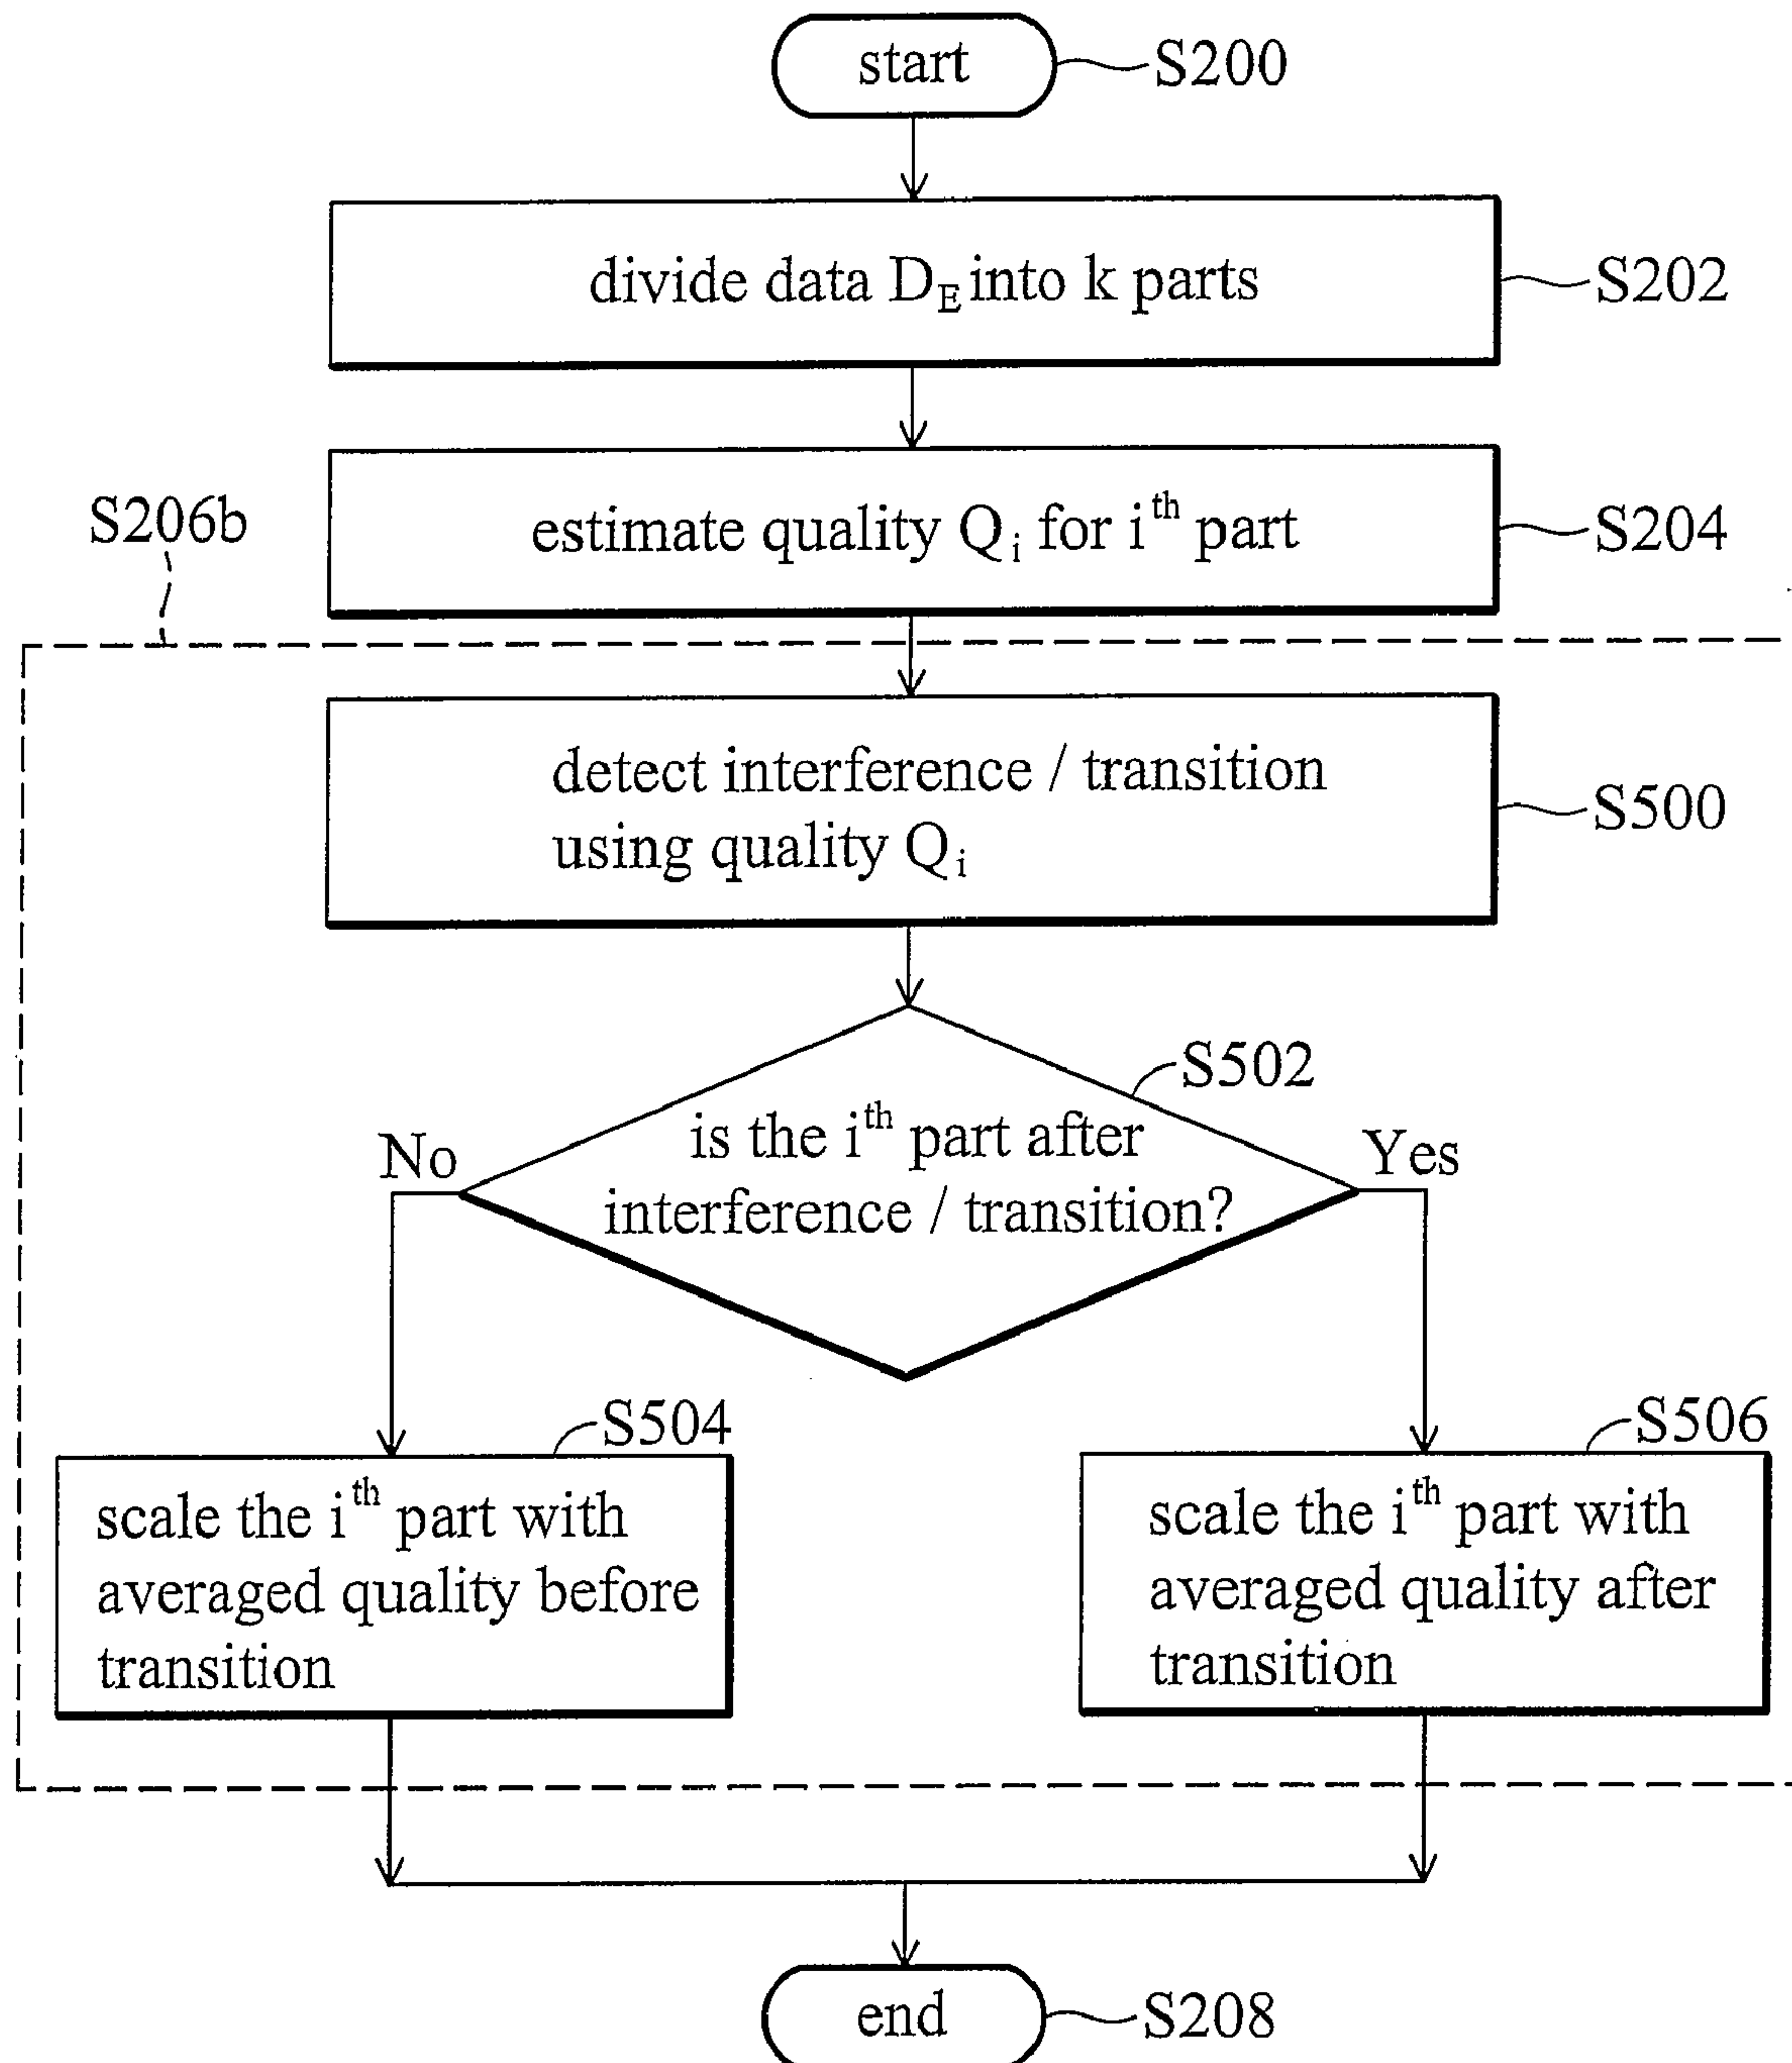 start
S200
divide data D_E into k parts
S202
S206b
estimate quality Q_i for i^th part
S204
detect interference / transition
using quality Q_i
S500
S502
is the i^th part after
interference / transition?
No
Yes
S504
scale the i^th part with
averaged quality before
transition
S506
scale the i^th part with
averaged quality after
transition
end
S208